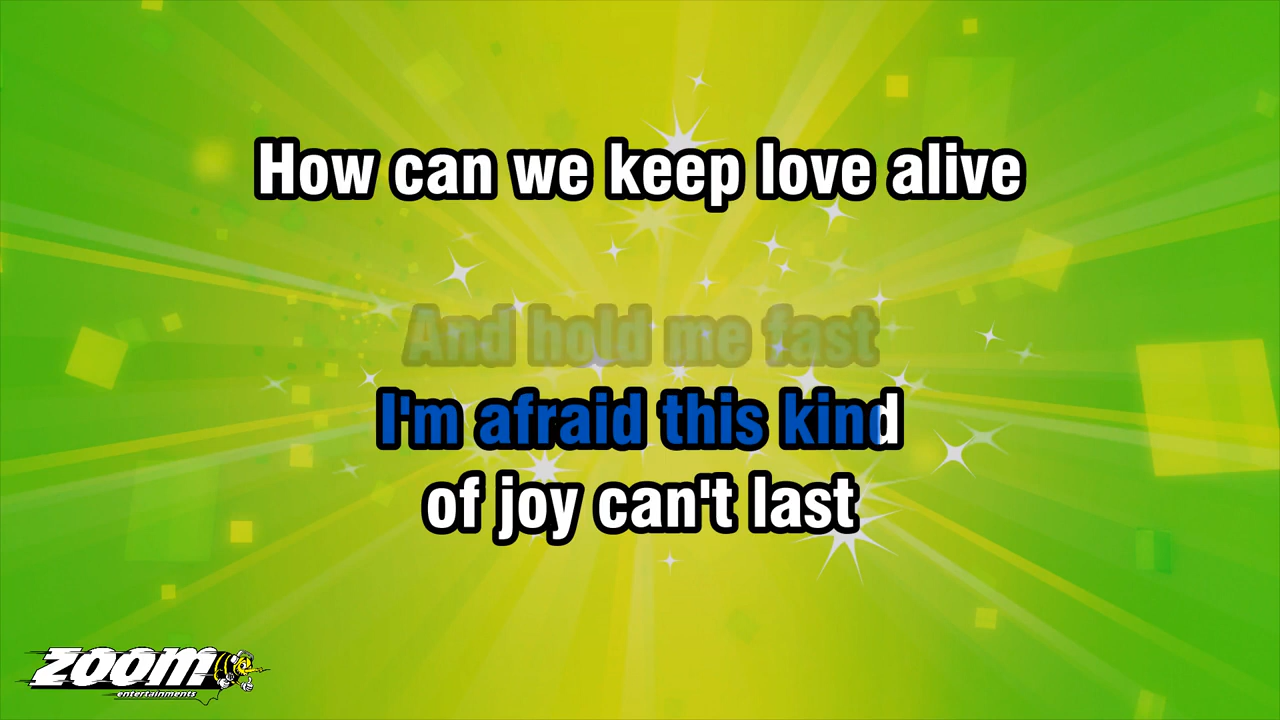 How can we keep love alive
And hold me fast
I'm afraid this kind
of joy can't last
zoom
entertainments